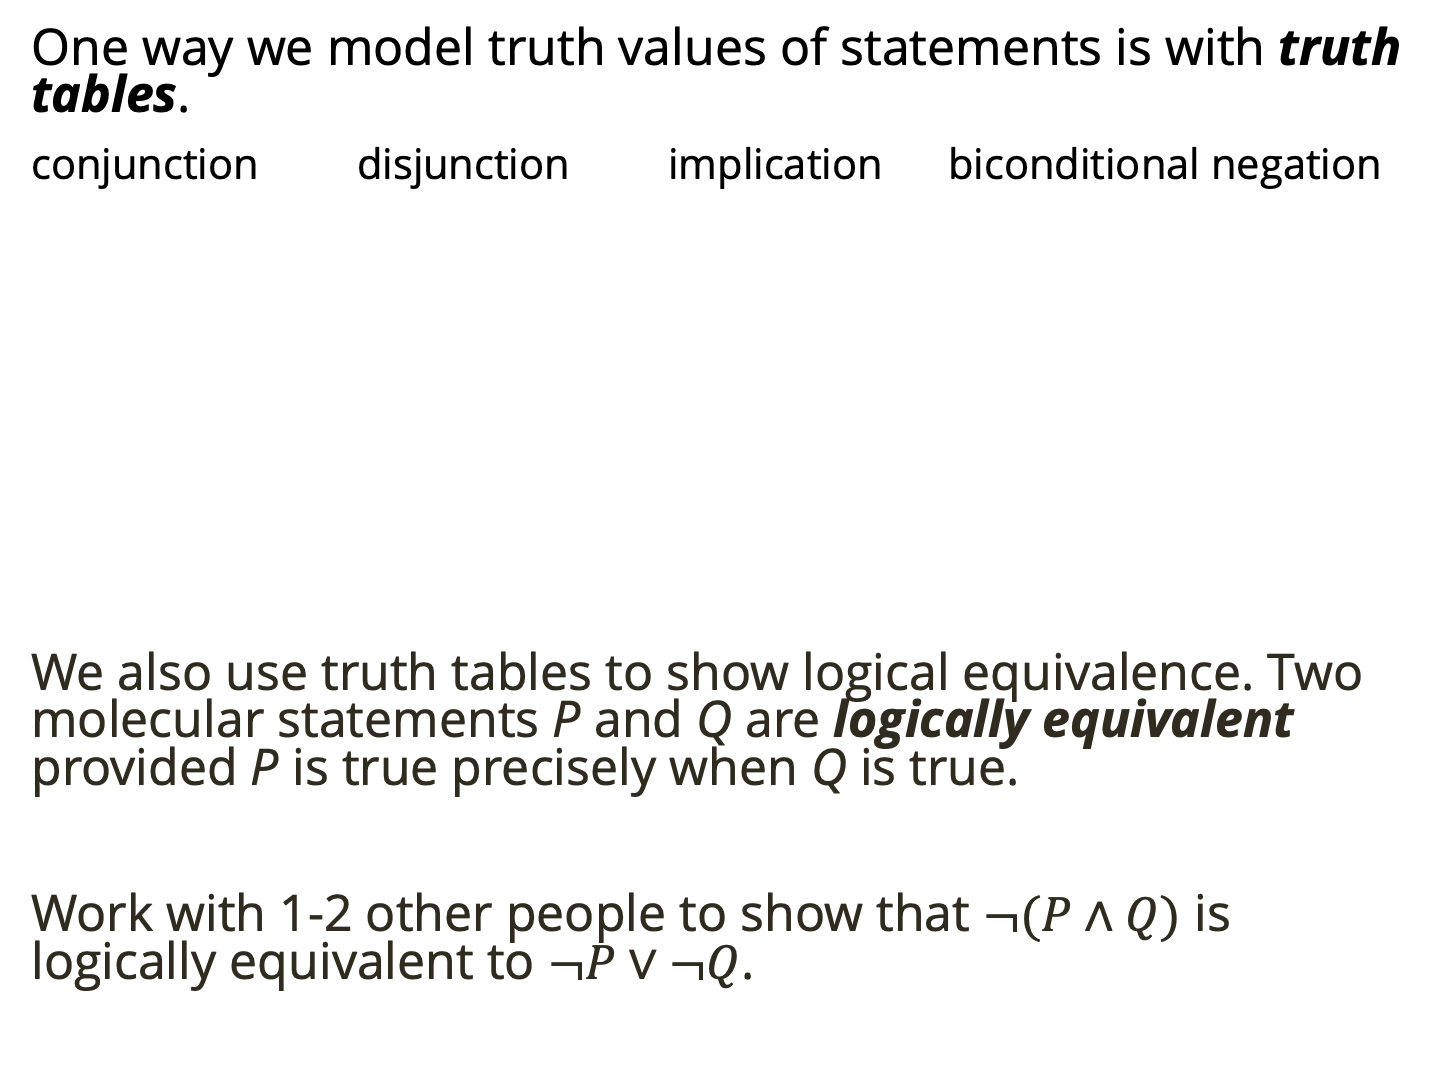 One way we model truth values of statements is with truth
tables.
conjunction disjunction implication biconditional negation
We also use truth tables to show logical equivalence. Two
molecular statements P and Q are logically equivalent
provided P is true precisely when Q is true.
Work with 1-2 other people to show that ¬(P ∧ Q) is
logically equivalent to ¬P ∨ ¬Q.